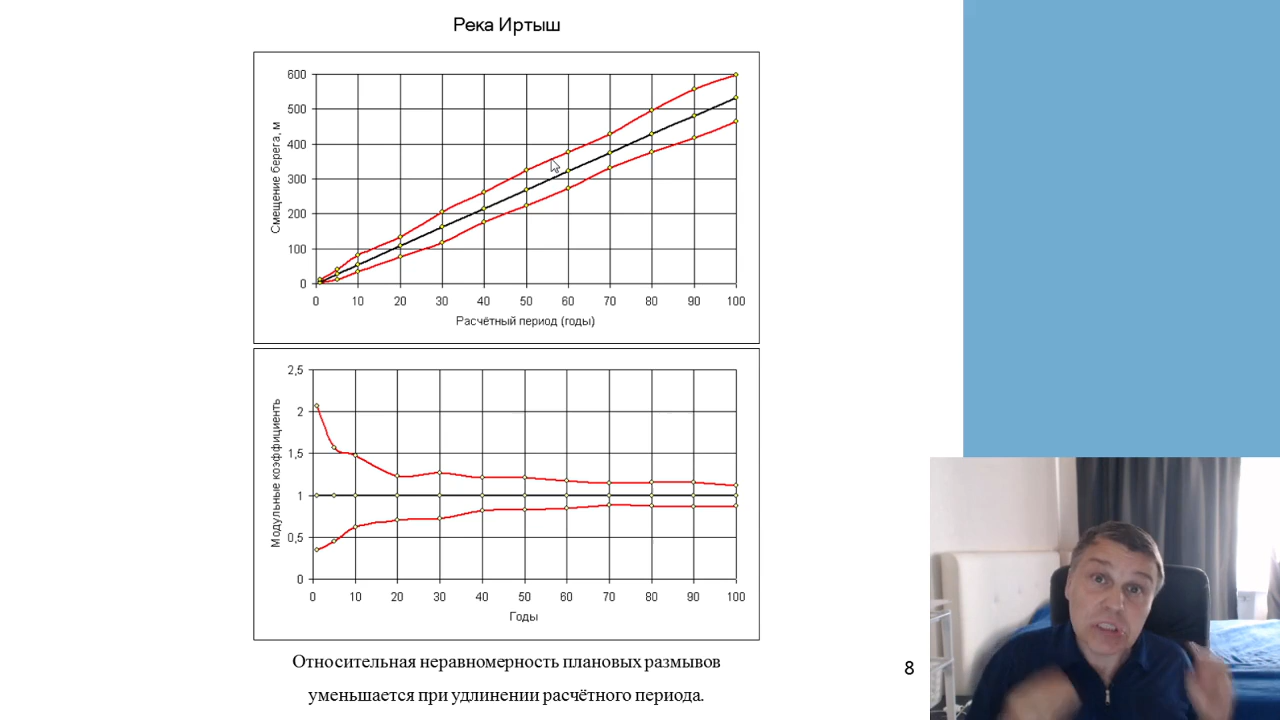 Река Иртыш
600
500
400
300
200
100
0
Смещение берега, м
0 10 20 30 40 50 60 70 80 90 100
Расчётный период (годы)
2,5
2
1,5
1
0,5
0
Модульные коэффициенть
0 10 20 30 40 50 60 70 80 90 100
Годы
Относительная неравномерность плановых размывов
уменьшается при удлинении расчётного периода.
8